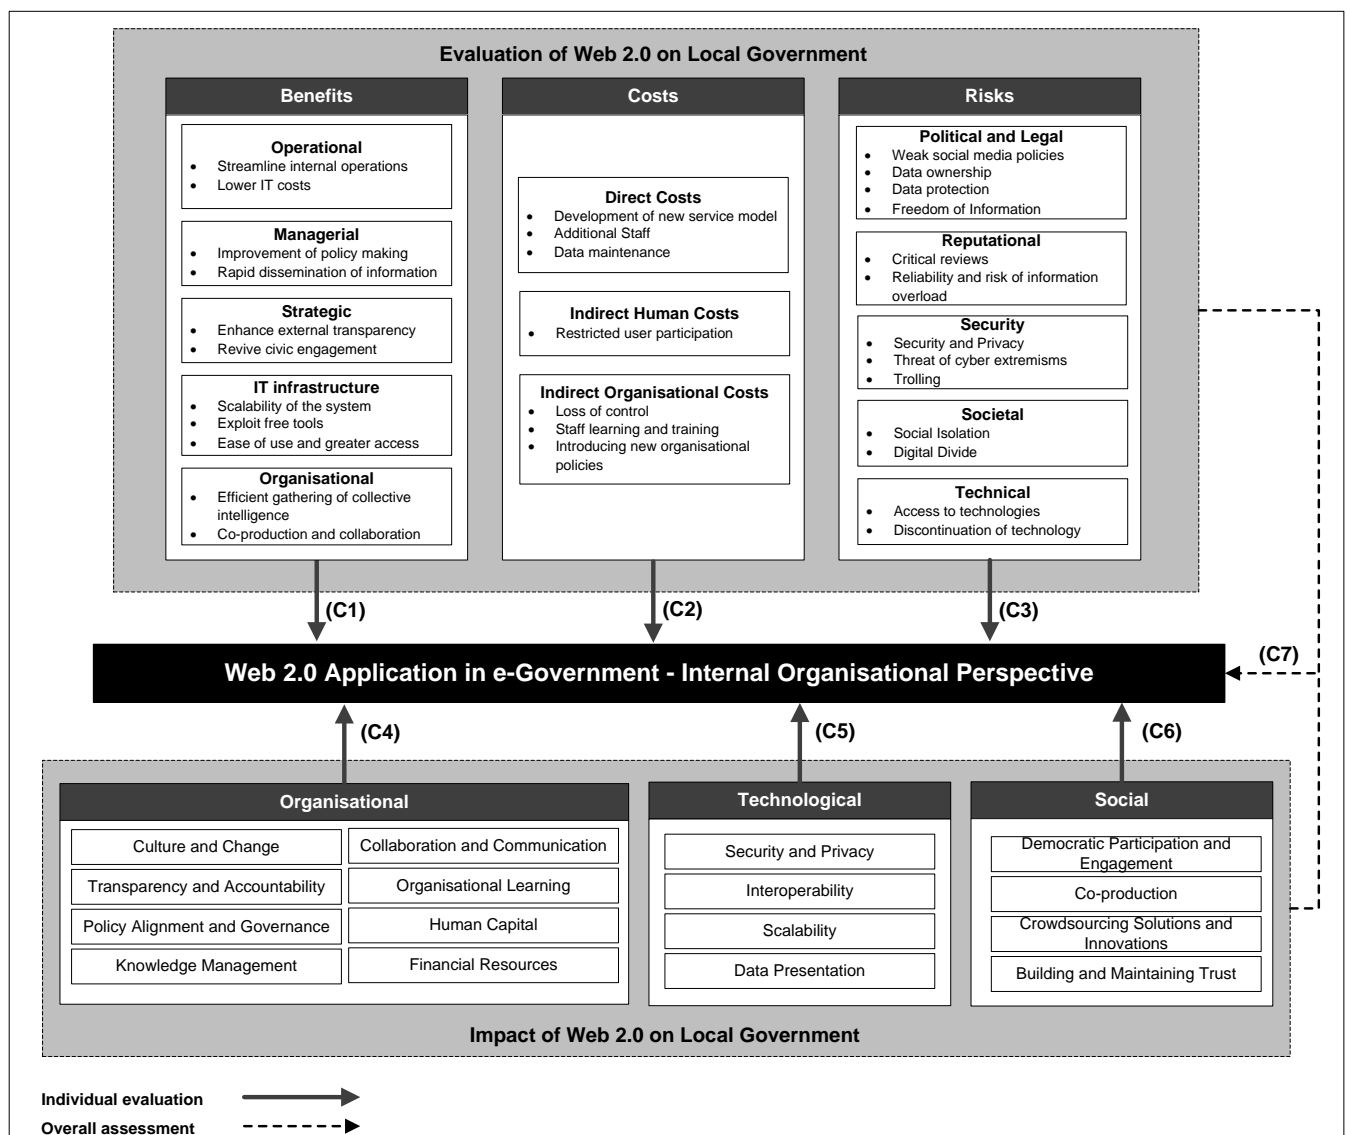 Evaluation of Web 2.0 on Local Government
Benefits
Operational
• Streamline internal operations
• Lower IT costs
Managerial
• Improvement of policy making
• Rapid dissemination of information
Strategic
• Enhance external transparency
• Revive civic engagement
IT infrastructure
• Scalability of the system
• Exploit free tools
• Ease of use and greater access
Organisational
• Efficient gathering of collective
intelligence
• Co-production and collaboration
Costs
Direct Costs
• Development of new service model
• Additional Staff
• Data maintenance
Indirect Human Costs
• Restricted user participation
Indirect Organisational Costs
• Loss of control
• Staff learning and training
• Introducing new organisational
policies
Risks
Political and Legal
• Weak social media policies
• Data ownership
• Data protection
• Freedom of Information
Reputational
• Critical reviews
• Reliability and risk of information
overload
Security
• Security and Privacy
• Threat of cyber extremisms
• Trolling
Societal
• Social Isolation
• Digital Divide
Technical
• Access to technologies
• Discontinuation of technology
(C1)
(C2)
(C3)
Web 2.0 Application in e-Government - Internal Organisational Perspective
(C7)
(C4)
(C5)
(C6)
Organisational
Culture and Change
Transparency and Accountability
Policy Alignment and Governance
Knowledge Management
Collaboration and Communication
Organisational Learning
Human Capital
Financial Resources
Technological
Security and Privacy
Interoperability
Scalability
Data Presentation
Social
Democratic Participation and
Engagement
Co-production
Crowdsourcing Solutions and
Innovations
Building and Maintaining Trust
Impact of Web 2.0 on Local Government
Individual evaluation
Overall assessment